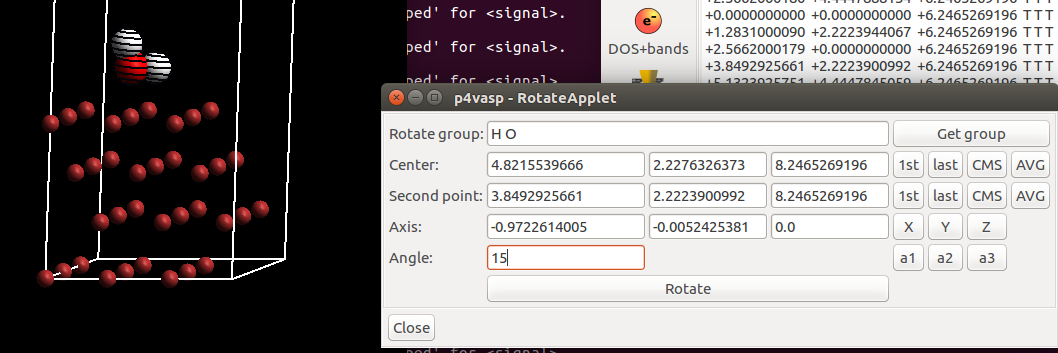 ped' for <signal>.
ped' for <signal>.
ped' for <signal>
e-
DOS+bands
+0.0000000000 +0.0000000000 +6.2465269196 T T T
+1.2831000090 +2.2223944067 +6.2465269196 T T T
+2.5662000179 +0.0000000000 +6.2465269196 T T T
+3.8492925651 +2.2223900992 +6.2465269196 T T T
p4vasp - RotateApplet
Rotate group: H O Get group
Center: 4.8215539666 2.2276326373 8.2465269196 1st last CMS AVG
Second point: 3.8492925661 2.2223900992 8.2465269196 1st last CMS AVG
Axis: -0.9722614005 -0.0052425381 0.0 X Y Z
Angle: 15 a1 a2 a3
Rotate
Close
ped' for <signal>